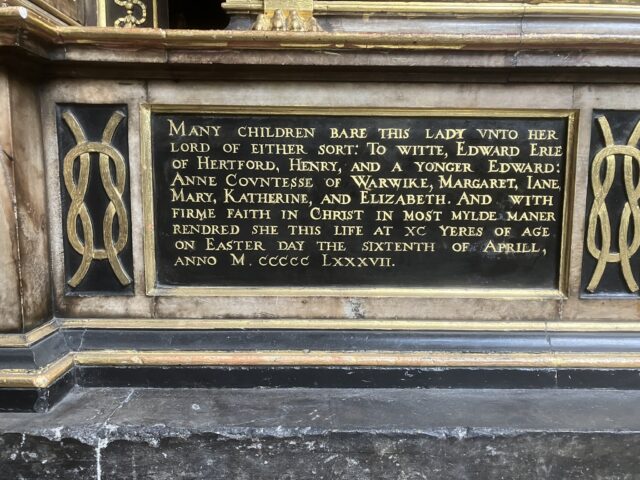 MANY CHILDREN BARE THIS LADY VNTO HER
LORD OF EITHER SORT: TO WITTE, EDWARD ERLE
OF HERTFORD, HENRY, AND A YONGER EDWARD:
ANNE COVNTESSE OF WARWIKE, MARGARET, IANE,
MARY, KATHERINE, AND ELIZABETH. AND WITH
FIRME FAITH IN CHRIST IN MOST MYLDE MANER
RENDRED SHE THIS LIFE AT XC YERES OF AGE
ON EASTER DAY THE SIXTENTH OF APRILL,
ANNO M. CCCCC LXXXVII.